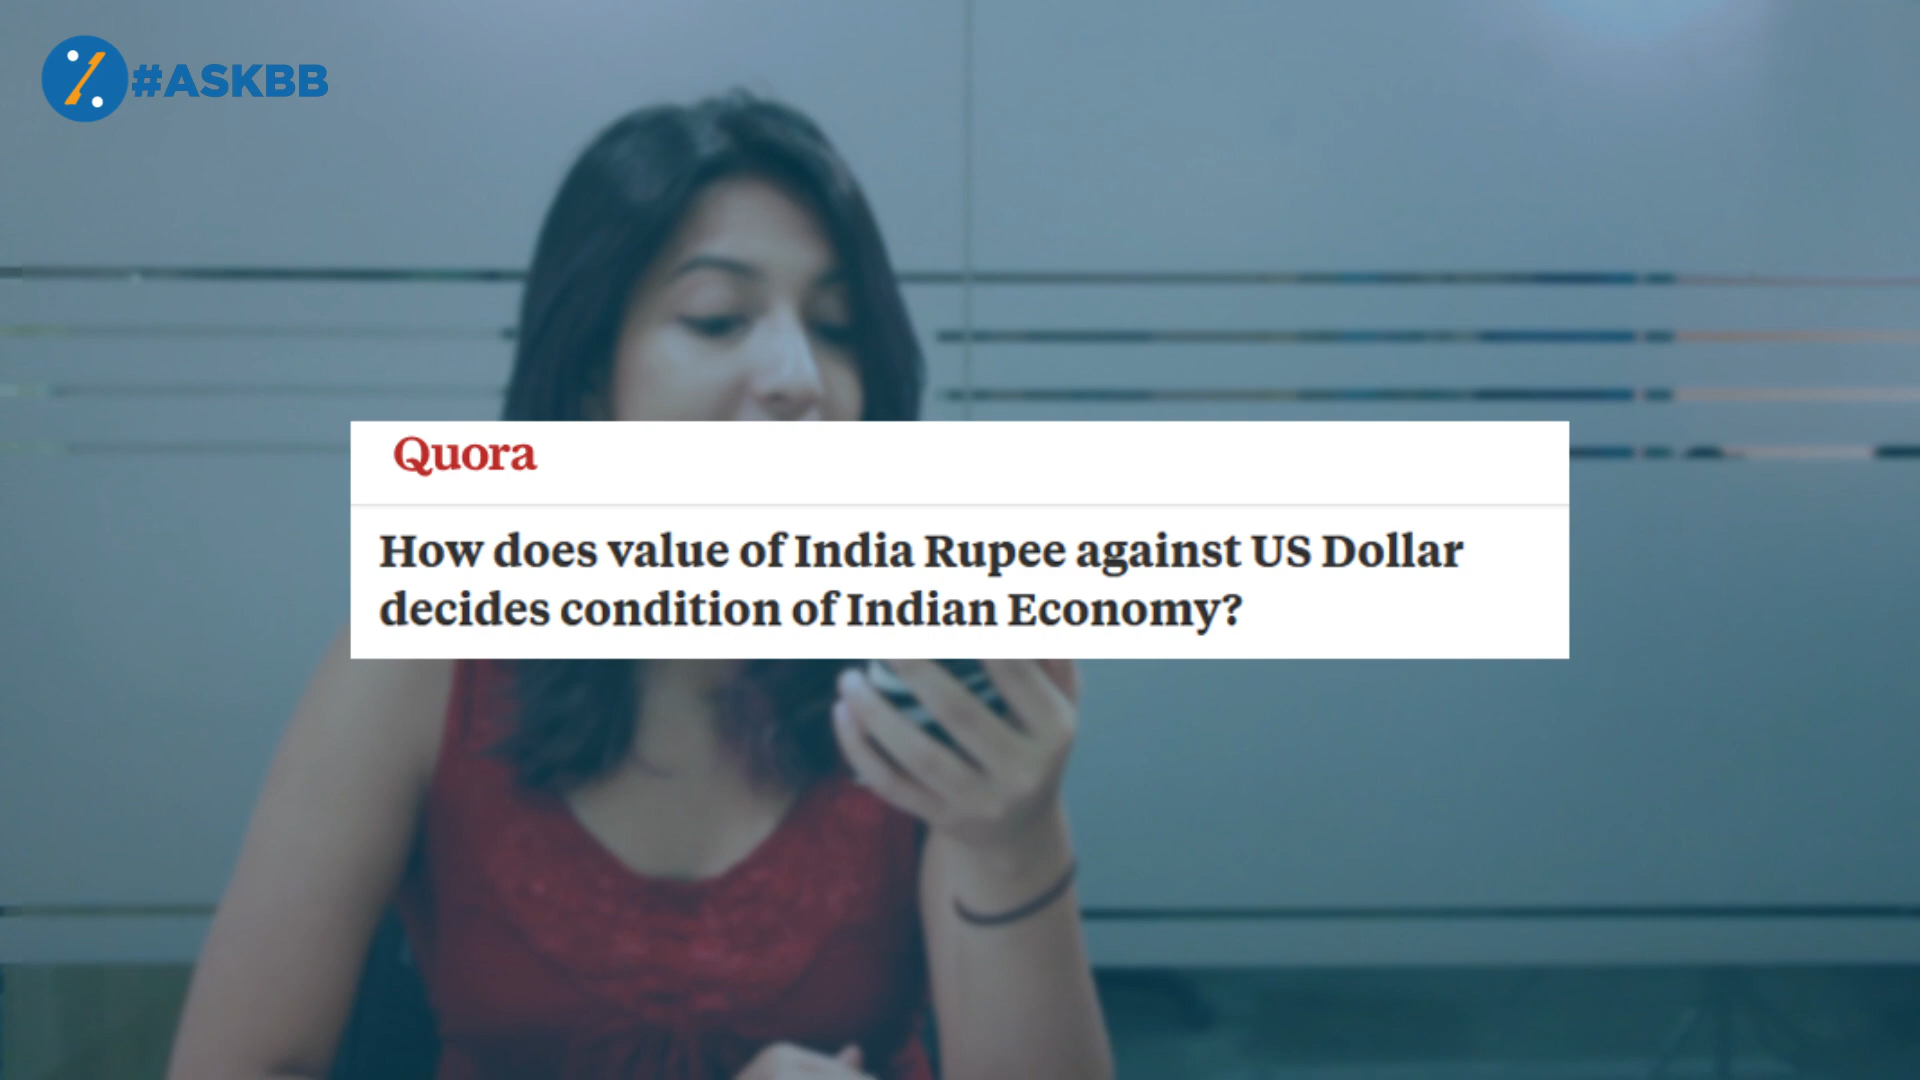 #ASKBB
Quora
How does value of India Rupee against US Dollar
decides condition of Indian Economy?